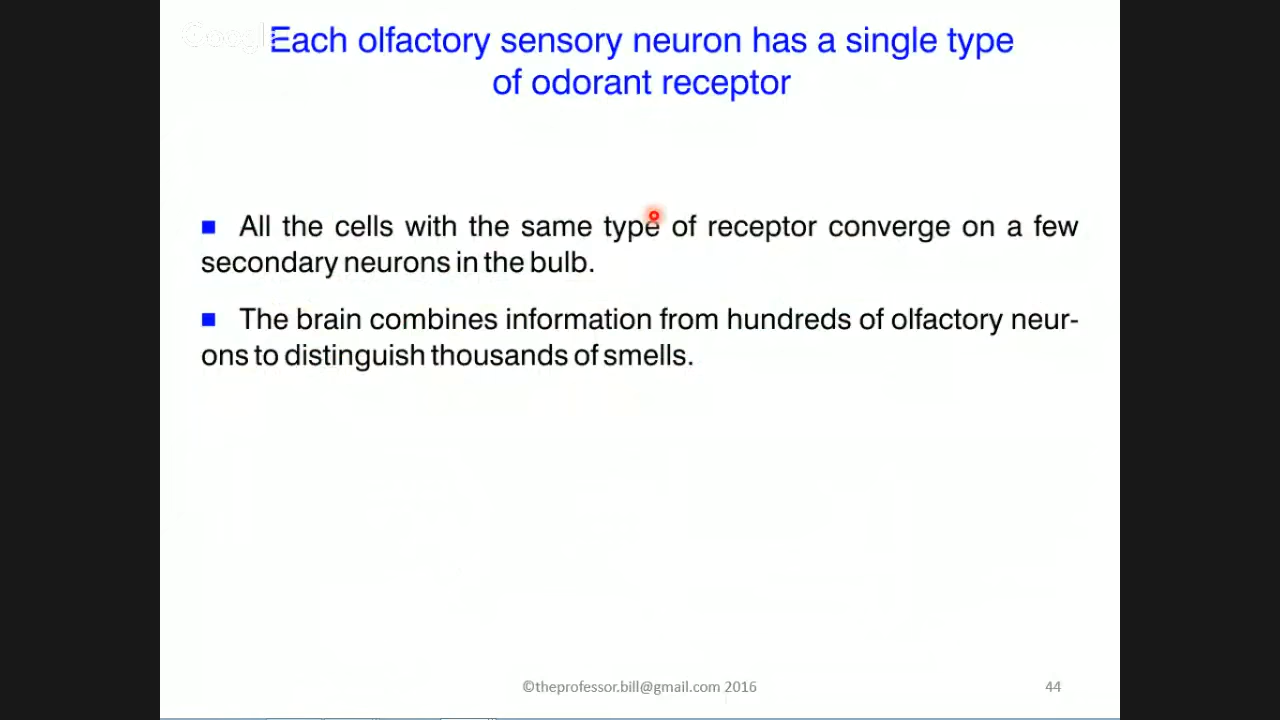 Google
Each olfactory sensory neuron has a single type
of odorant receptor
■ All the cells with the same type of receptor converge on a few
secondary neurons in the bulb.
■ The brain combines information from hundreds of olfactory neur-
ons to distinguish thousands of smells.
©theprofessor.bill@gmail.com 2016
44